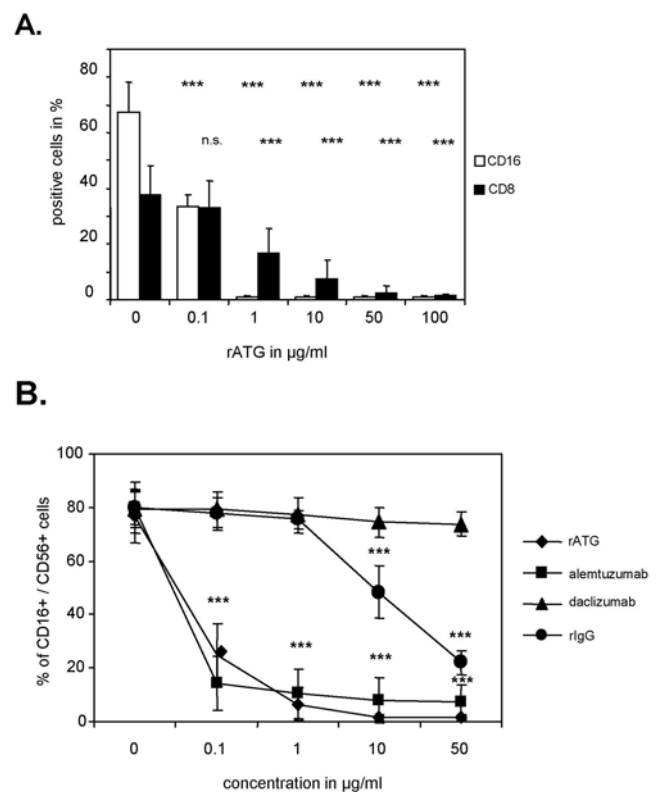 A.
80
60
40
20
0
positive cells in %
*** *** *** *** ***
n.s. *** *** *** ***
CD16
CD8
0 0.1 1 10 50 100
rATG in µg/ml
B.
100
80
60
40
20
0
% of CD16+ / CD56+ cells
***
***
*** *** ***
***
rATG
alemtuzumab
daclizumab
rIgG
0 0.1 1 10 50
concentration in µg/ml